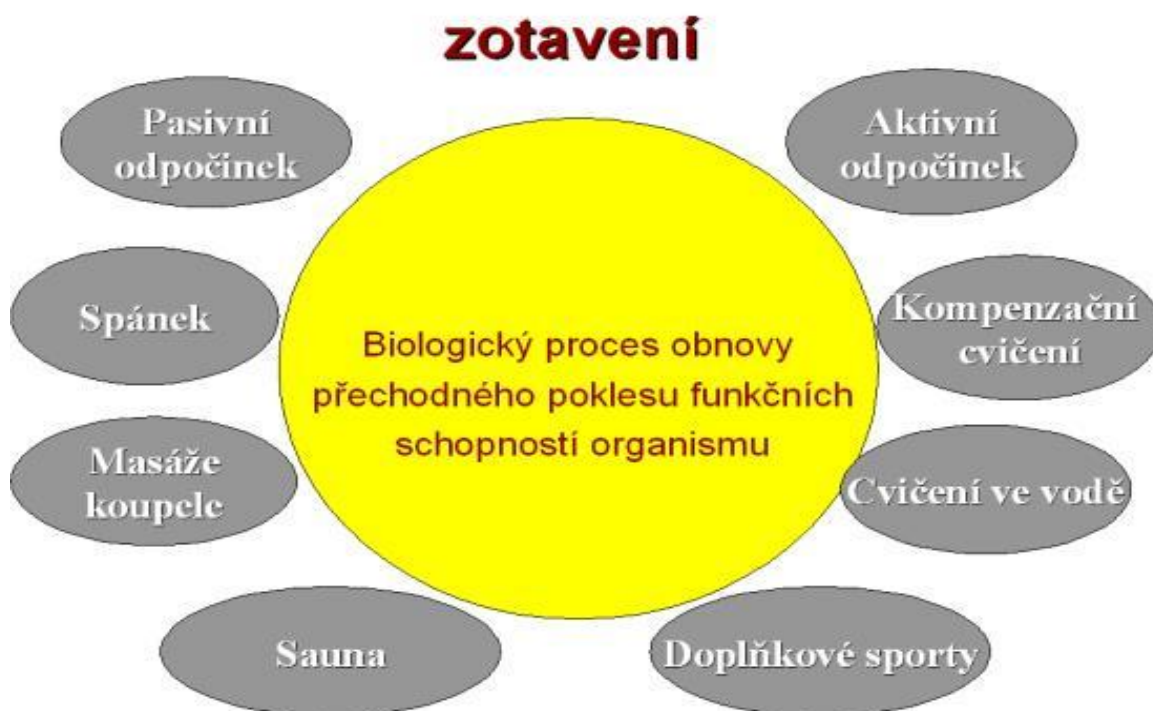 zotavení
Pasivní
odpočinek
Aktivní
odpočinek
Spánek
Kompenzační
cvičení
Biologický proces obnovy
přechodného poklesu funkčních
schopností organismu
Masáže
koupele
Cvičení ve vodě
Sauna
Doplňkové sporty